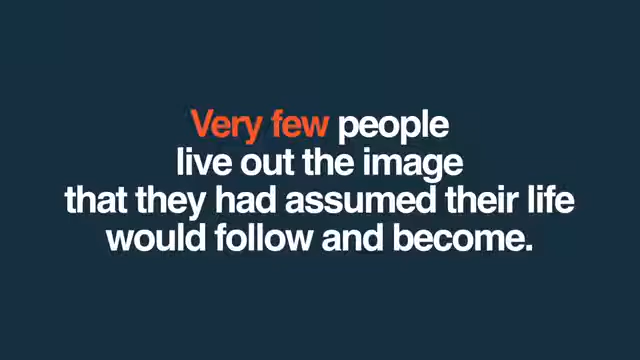 Very few people
live out the image
that they had assumed their life
would follow and become.